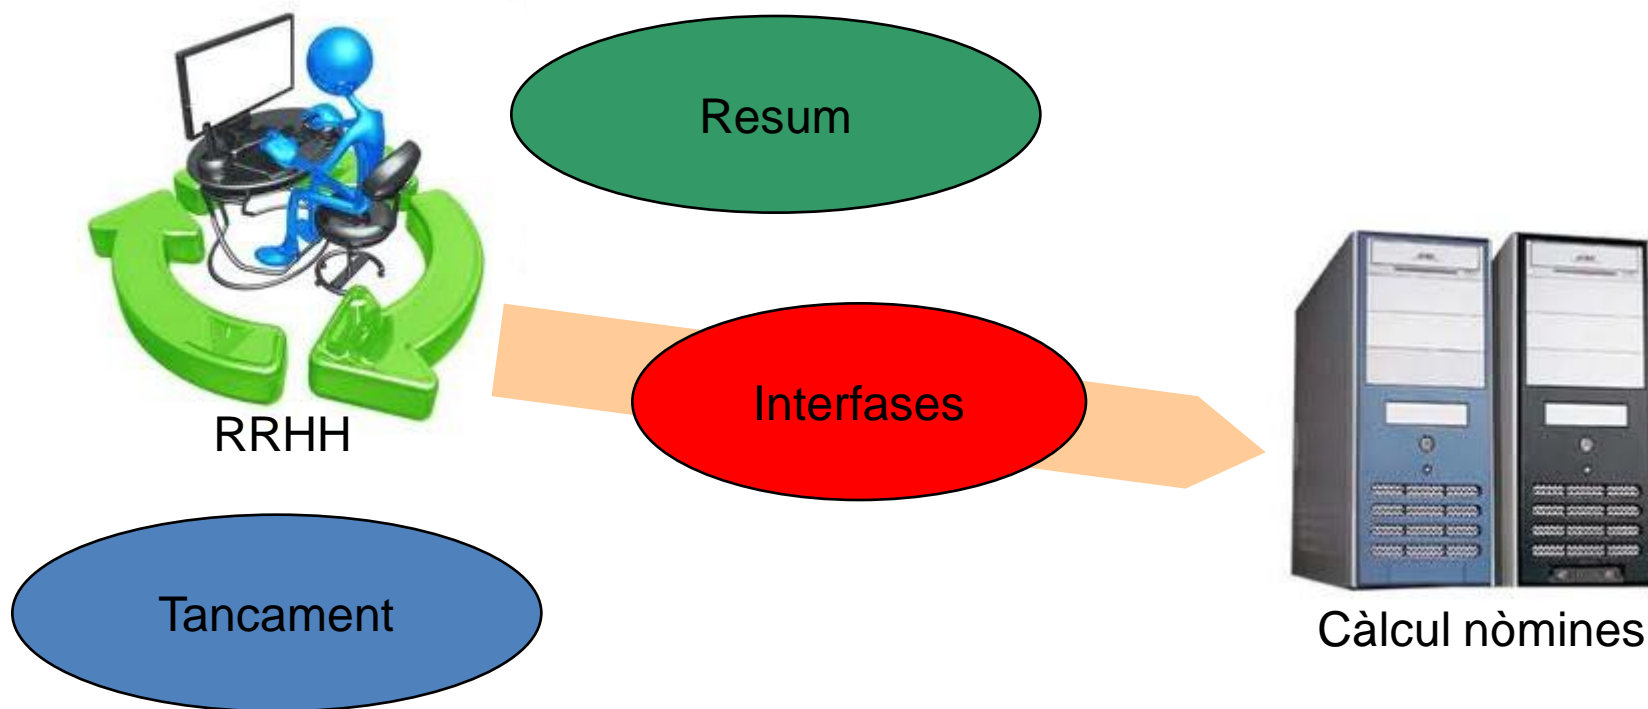 Resum
Interfases
RRHH
Tancament
Càlcul nòmines